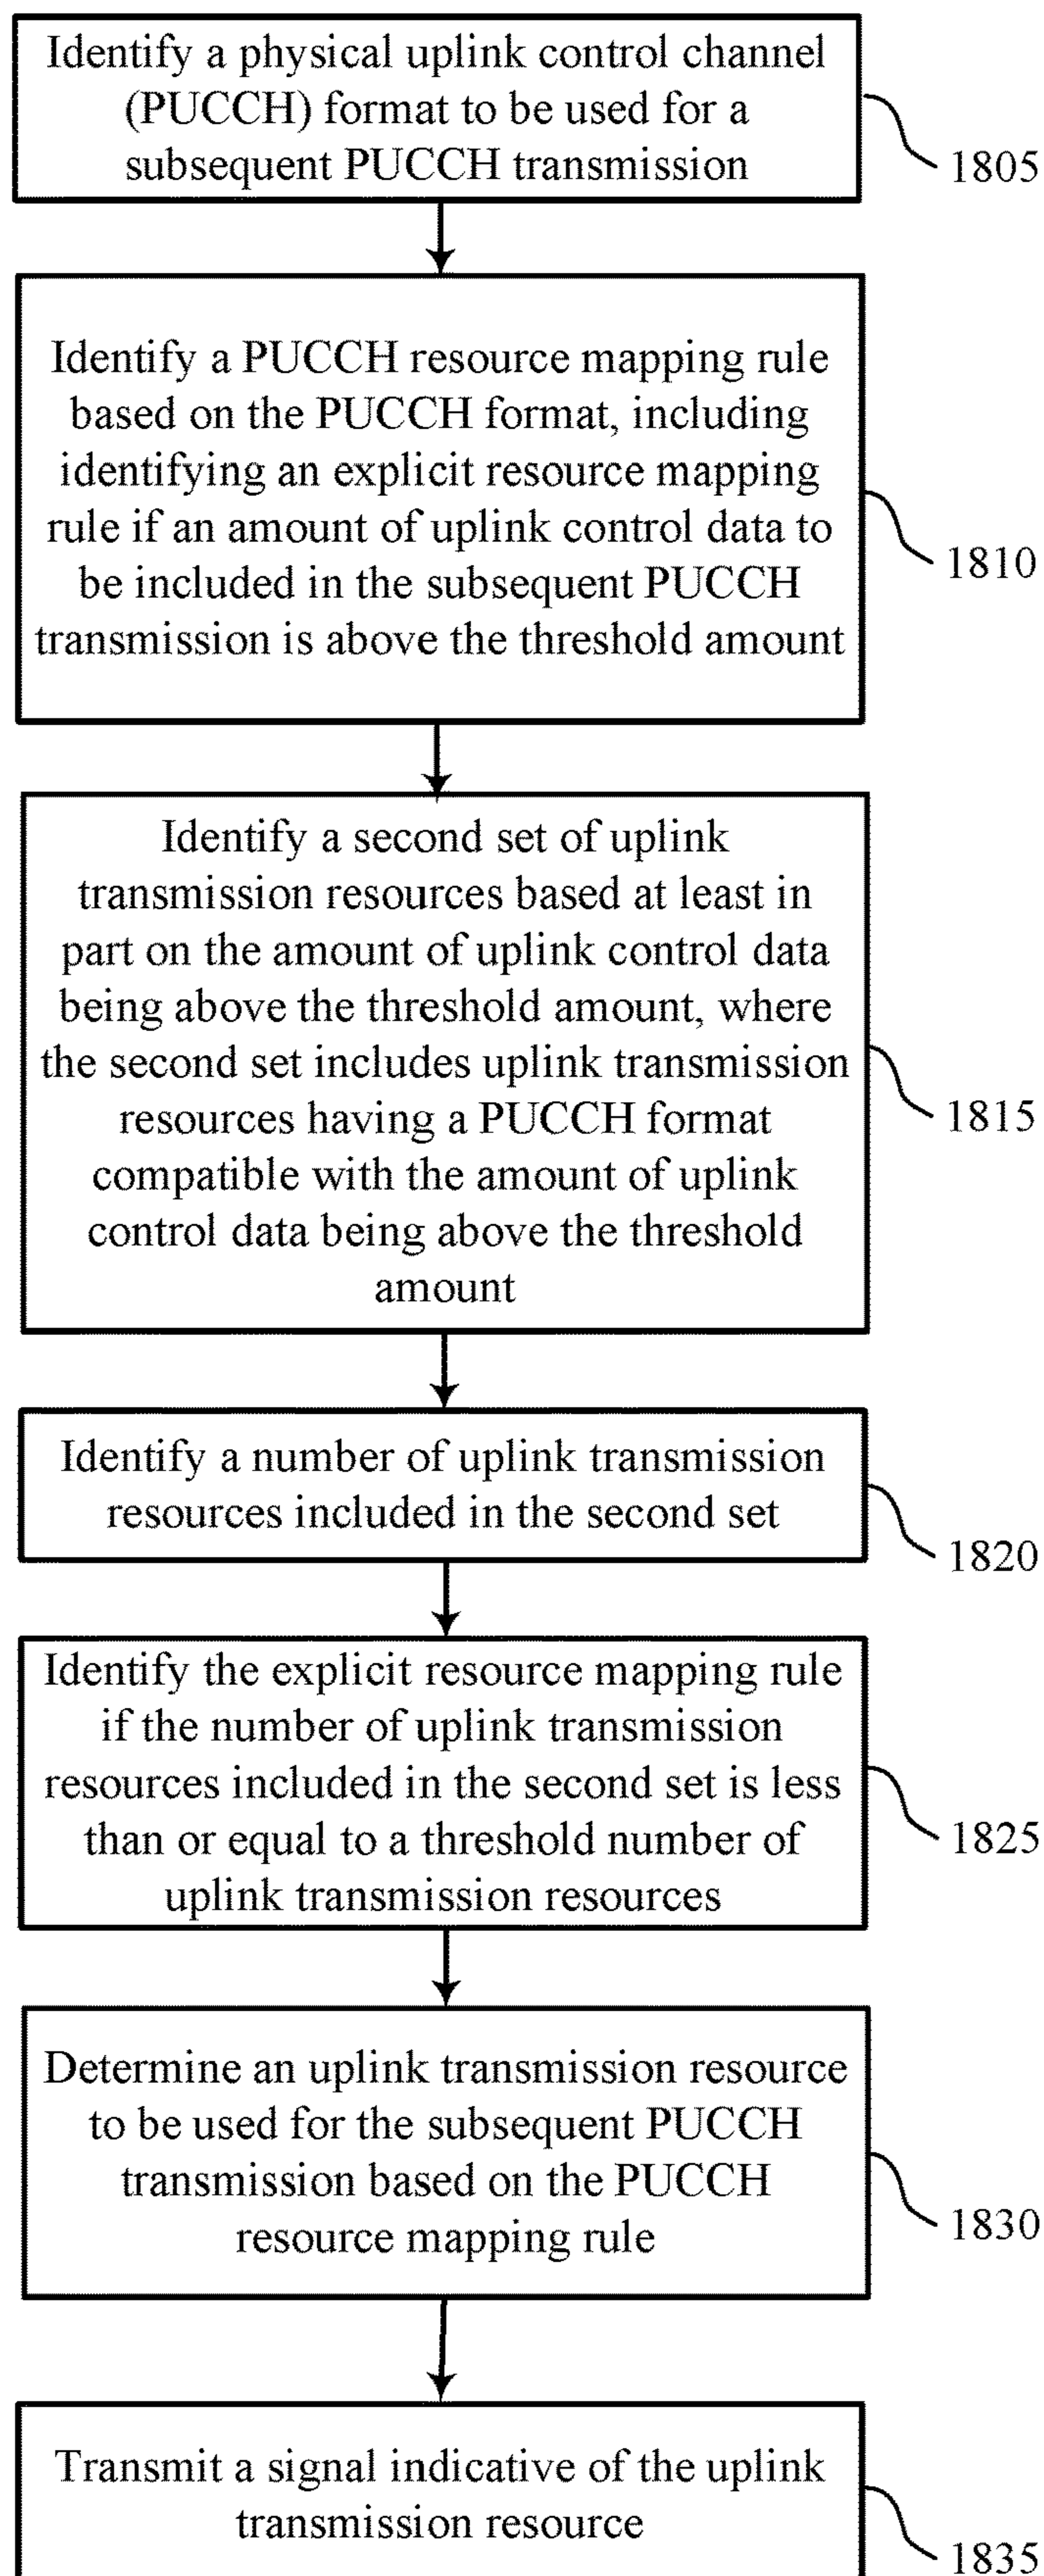 Identify a physical uplink control channel
(PUCCH) format to be used for a
subsequent PUCCH transmission
1805
Identify a PUCCH resource mapping rule
based on the PUCCH format, including
identifying an explicit resource mapping
rule if an amount of uplink control data to
be included in the subsequent PUCCH
transmission is above the threshold amount
1810
Identify a second set of uplink
transmission resources based at least in
part on the amount of uplink control data
being above the threshold amount, where
the second set includes uplink transmission
resources having a PUCCH format
compatible with the amount of uplink
control data being above the threshold
amount
1815
Identify a number of uplink transmission
resources included in the second set
1820
Identify the explicit resource mapping rule
if the number of uplink transmission
resources included in the second set is less
than or equal to a threshold number of
uplink transmission resources
1825
Determine an uplink transmission resource
to be used for the subsequent PUCCH
transmission based on the PUCCH
resource mapping rule
1830
Transmit a signal indicative of the uplink
transmission resource
1835